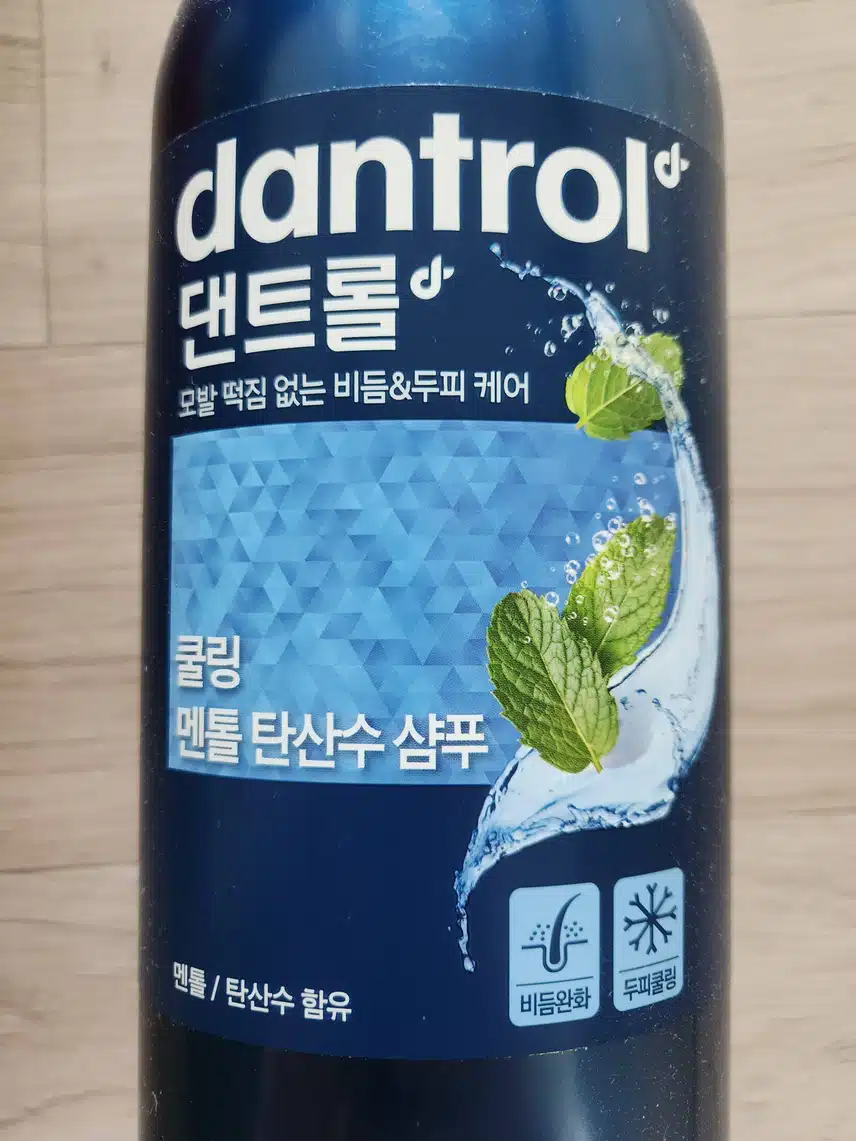 dantrol
댄트롤
모발 떡짐 없는 비듬&두피 케어
쿨링
멘톨 탄산수 샴푸
멘톨 / 탄산수 함유
비듬완화
두피쿨링